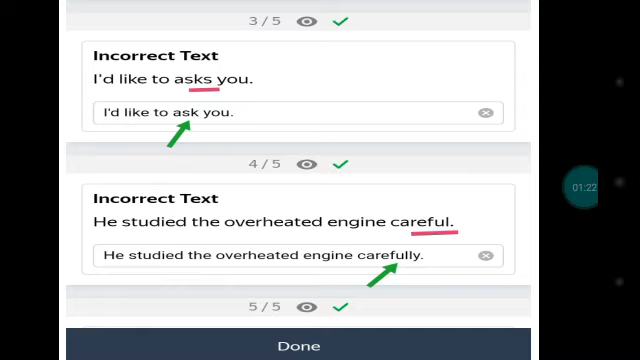 3 / 5
Incorrect Text
I'd like to asks you.
I'd like to ask you.
4 / 5
Incorrect Text
He studied the overheated engine careful.
He studied the overheated engine carefully.
5 / 5
Done
01:22